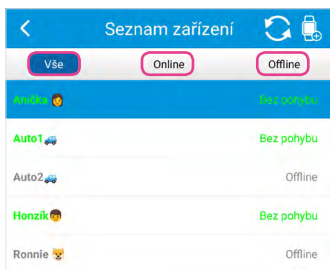 Seznam zařízení
Vše Online Offline
Anička 👩 Bez pohybu
Auto1🚙 Bez pohybu
Auto2🚙 Offline
Honzík👦 Bez pohybu
Ronnie 😺 Offline